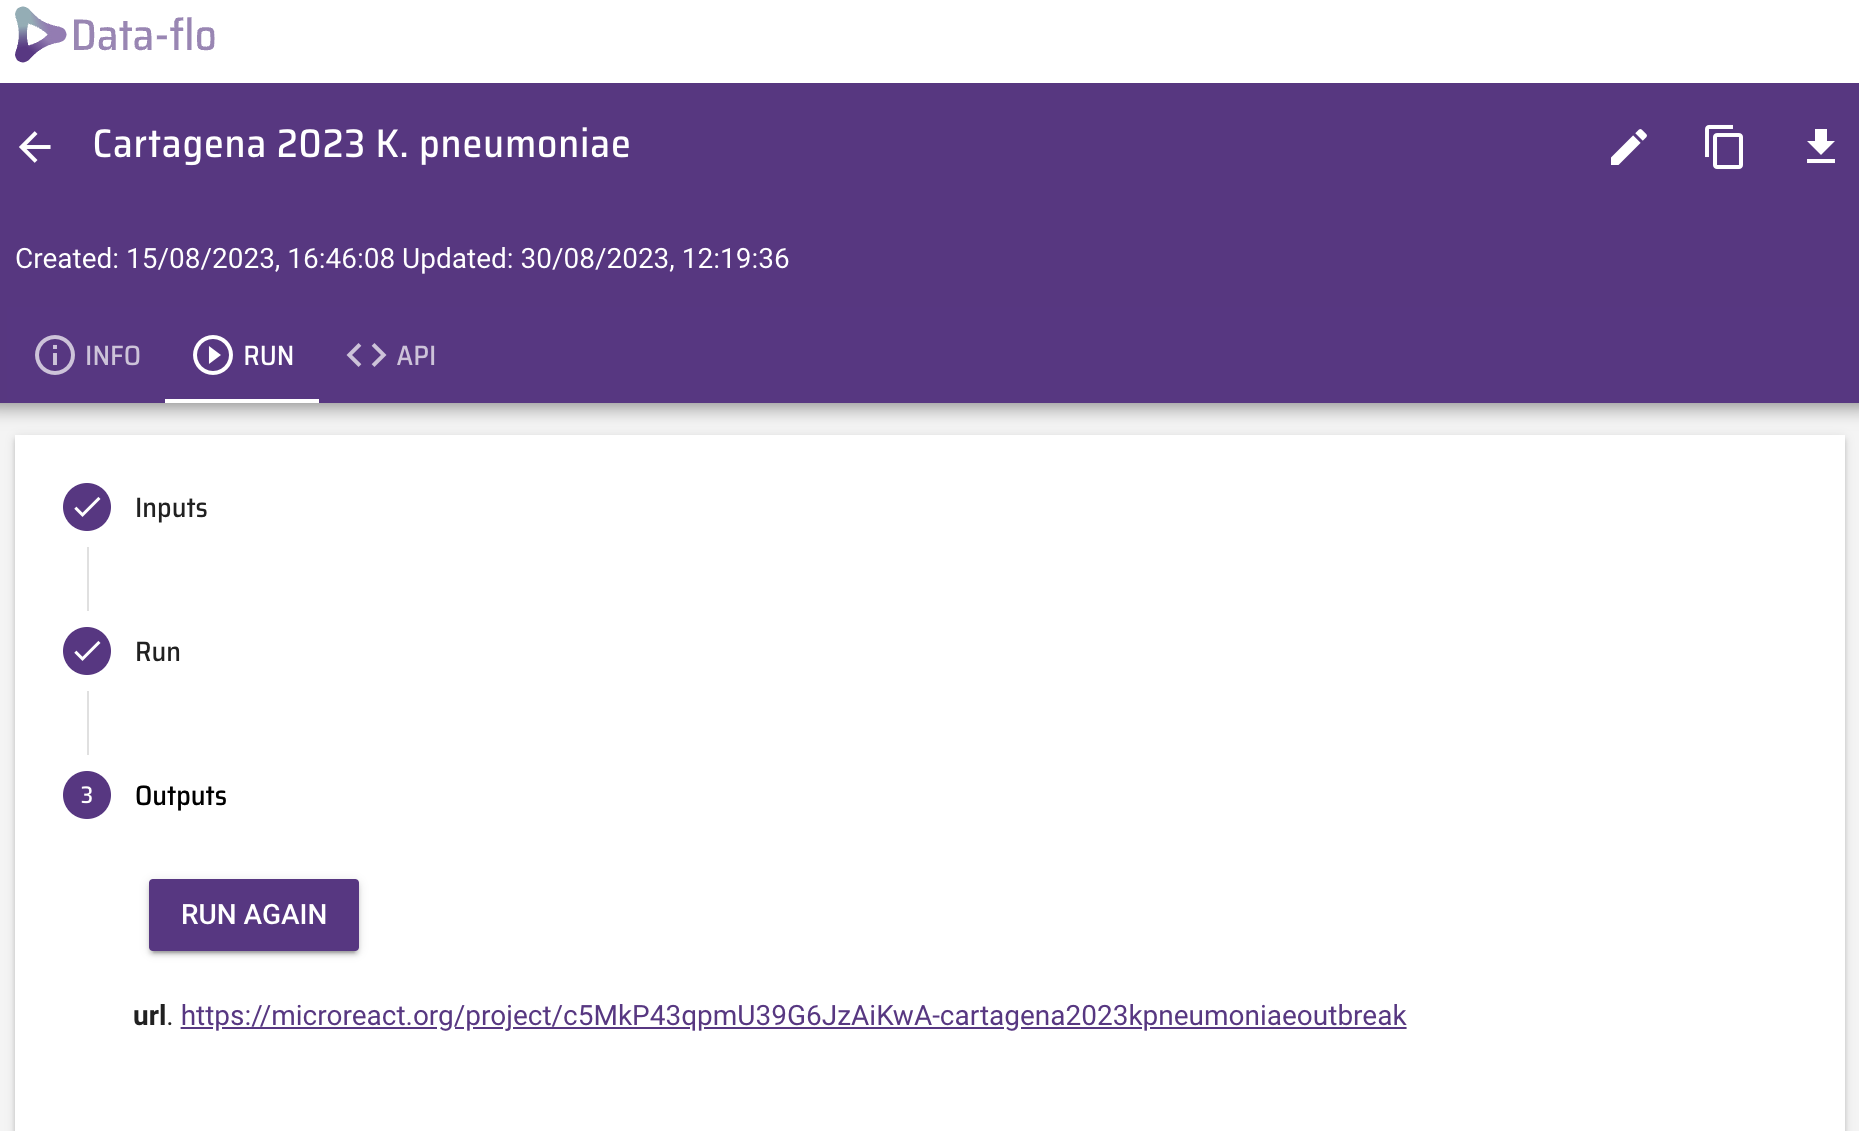 Data-flo
Cartagena 2023 K. pneumoniae
Created: 15/08/2023, 16:46:08 Updated: 30/08/2023, 12:19:36
INFO RUN API
Inputs
Run
3 Outputs
RUN AGAIN
url. https://microreact.org/project/c5MkP43qpmU39G6JzAiKwA-cartagena2023kpneumoniaeoutbreak